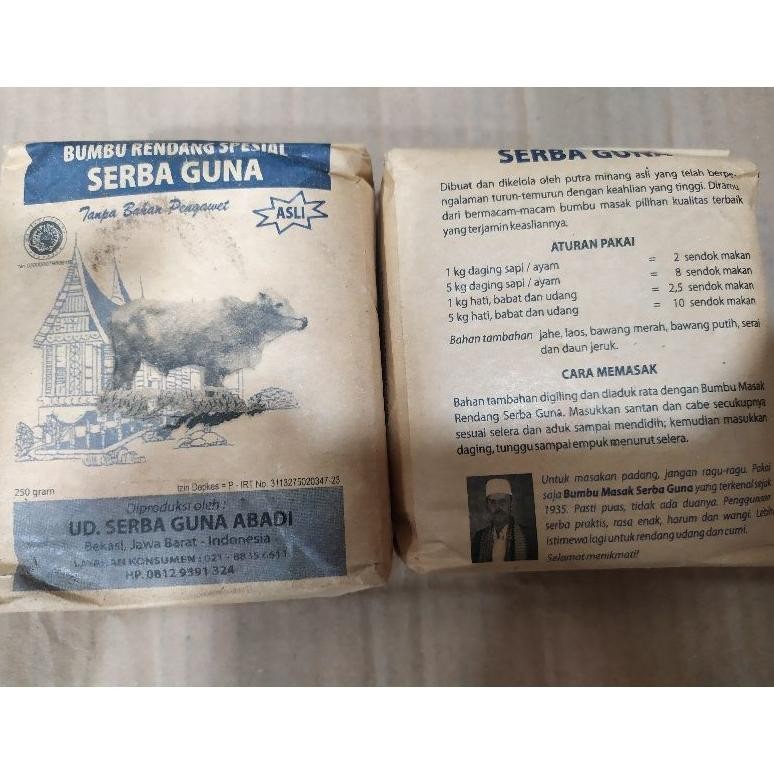 BUMBU RENDANG SPESIAL
SERBA GUNA
Tanpa Bahan Pengawet
ASLI
250 gram
Izin Depkes = P - IRT No. 3113275020347-23
Diproduksi oleh :
UD. SERBA GUNA ABADI
Bekasi, Jawa Barat - Indonesia
LAYANAN KONSUMEN : 021 -
HP. 0812 9391 324
SERBA GUNA
Dibuat dan dikelola oleh putra minang asli yang telah berpe
ngalaman turun-temurun dengan keahlian yang tinggi. Diramu
dari bermacam-macam bumbu masak pilihan kualitas terbaik
yang terjamin keasliannya.
ATURAN PAKAI
1 kg daging sapi / ayam = 2 sendok makan
5 kg daging sapi / ayam = 8 sendok makan
1 kg hati, babat dan udang = 2,5 sendok makan
5 kg hati, babat dan udang = 10 sendok makan
Bahan tambahan jahe, laos, bawang merah, bawang putih, serai
dan daun jeruk.
CARA MEMASAK
Bahan tambahan digiling dan diaduk rata dengan Bumbu Masak
Rendang Serba Guna. Masukkan santan dan cabe secukupnya
sesuai selera dan aduk sampai mendidih; kemudian masukkan
daging, tunggu sampai empuk menurut selera.
Untuk masakan padang, jangan ragu-ragu. Pakai
saja Bumbu Masak Serba Guna yang terkenal sejak
1935. Pasti puas, tidak ada duanya. Penggunaan
serba praktis, rasa enak, harum dan wangi. Lebih
istimewa lagi untuk rendang udang dan cumi.
Selamat menikmati!